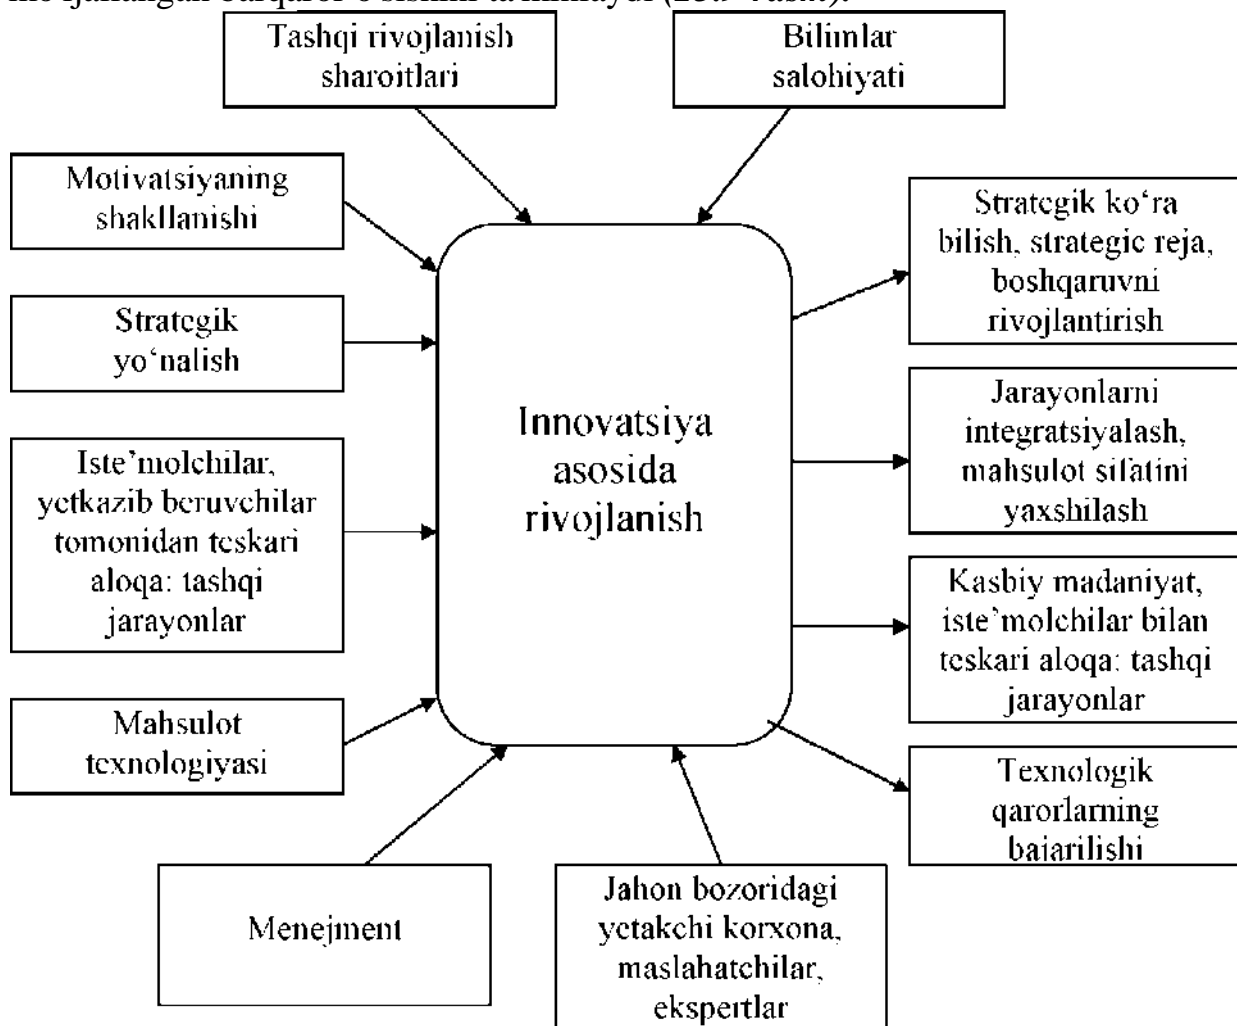 Tashqi rivojlanish
sharoitlari
Bilimlar
salohiyati
Motivatsiyaning
shakllanishi
Strategik
yo‘nalish
Iste’molchilar,
yetkazib beruvchilar
tomonidan teskari
aloqa: tashqi
jarayonlar
Mahsulot
texnologiyasi
Menejment
Innovatsiya
asosida
rivojlanish
Jahon bozoridagi
yetakchi korxona,
maslahatchilar,
ekspertlar
Strategik ko‘ra
bilish, strategic reja,
boshqaruvni
rivojlantirish
Jarayonlarni
integratsiyalash,
mahsulot sifatini
yaxshilash
Kasbiy madaniyat,
iste’molchilar bilan
teskari aloqa: tashqi
jarayonlar
Texnologik
qarorlarning
bajarilishi